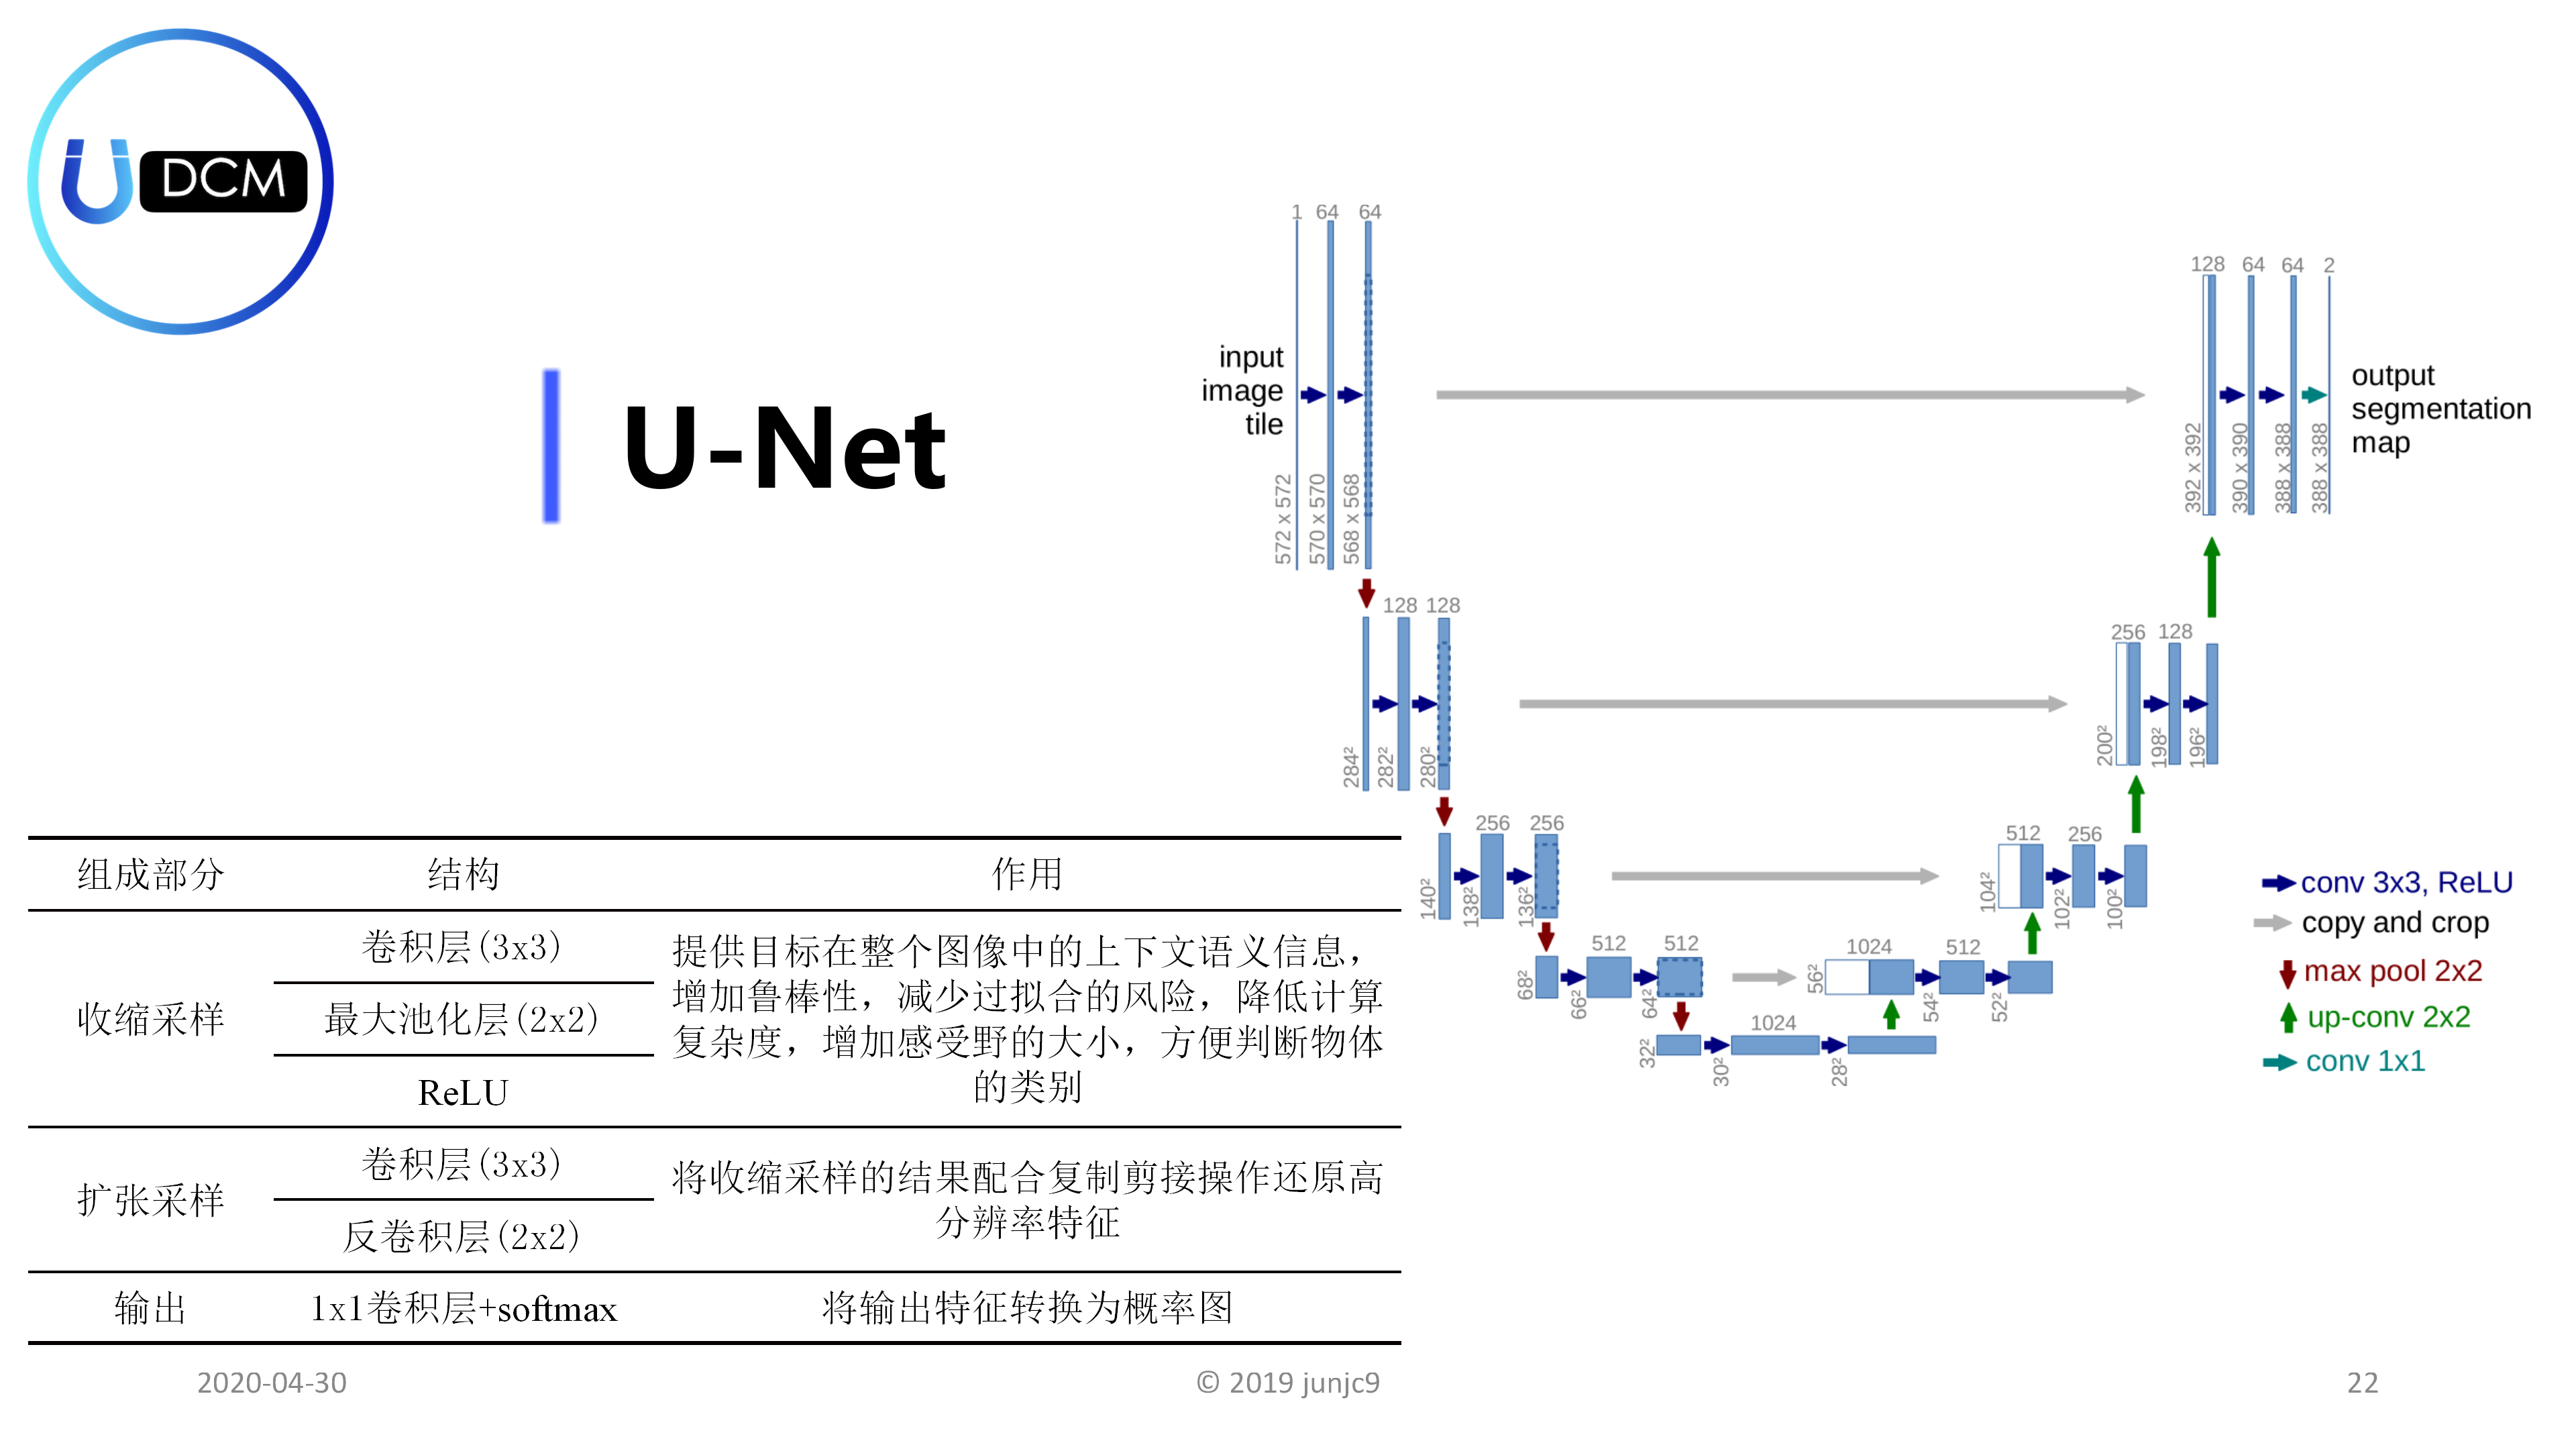 U DCM
U-Net
1 64 64
input
image
tile
572 x 572
570 x 570
568 x 568
128 64 64 2
output
segmentation
map
392 x 392
390 x 390
388 x 388
388 x 388
128 128
284²
282²
280²
256 128
200²
198²
196²
256 256
140²
138²
136²
512 256
104²
102²
100²
512 512
68²
66²
64²
1024 512
56²
54²
52²
1024
32²
30²
28²
conv 3x3, ReLU
copy and crop
max pool 2x2
up-conv 2x2
conv 1x1
组成部分 结构 作用
收缩采样
卷积层(3x3)
最大池化层(2x2)
ReLU
提供目标在整个图像中的上下文语义信息，
增加鲁棒性，减少过拟合的风险，降低计算
复杂度，增加感受野的大小，方便判断物体
的类别
扩张采样
卷积层(3x3)
反卷积层(2x2)
将收缩采样的结果配合复制剪接操作还原高
分辨率特征
输出 1x1卷积层+softmax 将输出特征转换为概率图
2020-04-30 © 2019 junjc9 22